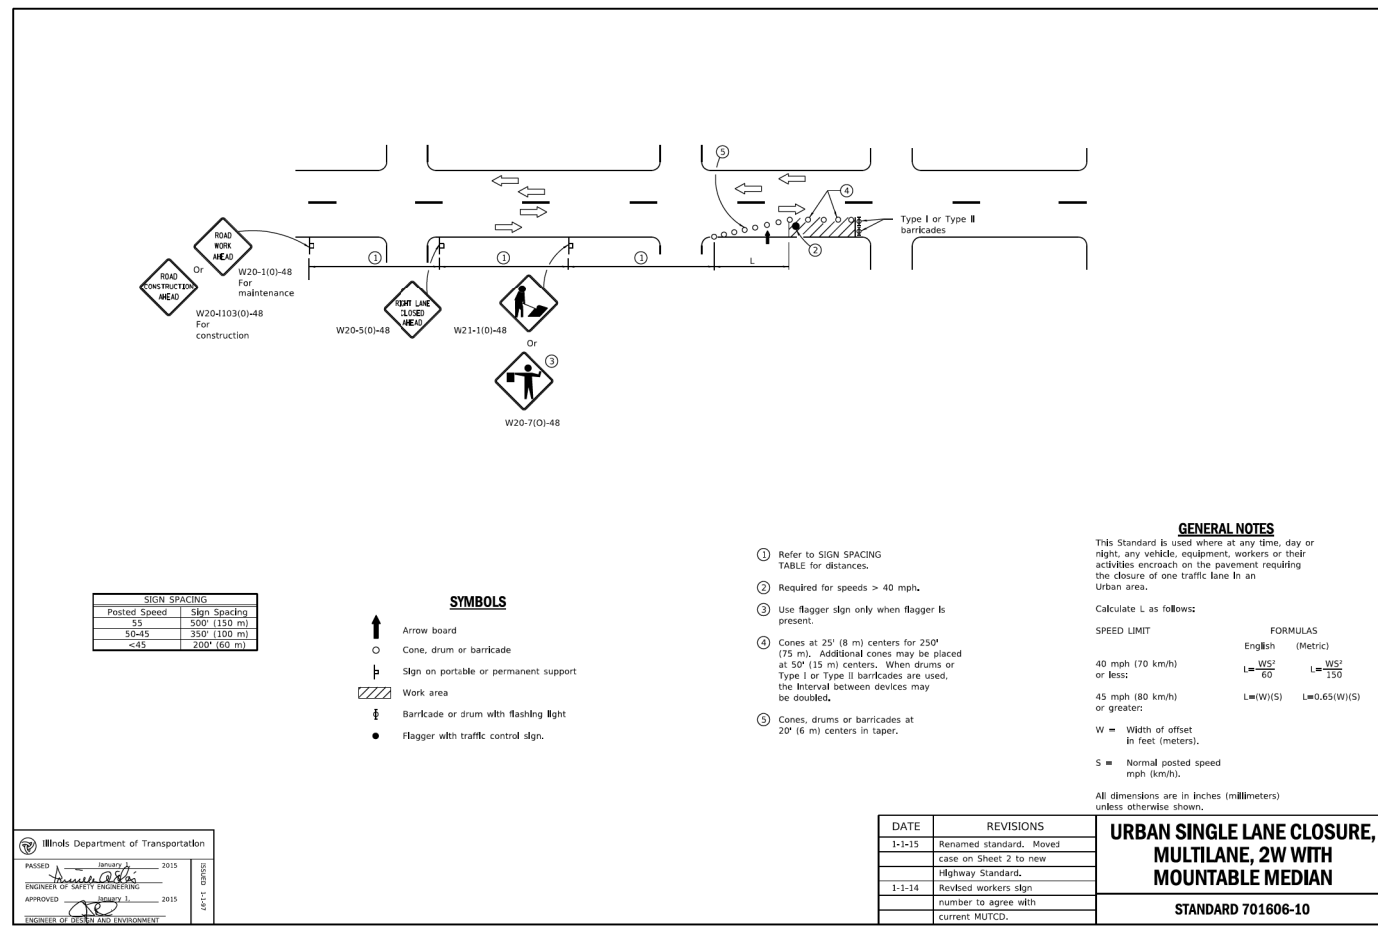 5
4
Type I or Type II
barricades
2
1
1
1
L
ROAD
WORK
AHEAD
Or
ROAD
CONSTRUCTION
AHEAD
W20-1(0)-48
For
maintenance
W20-I103(0)-48
For
construction
RIGHT LANE
CLOSED
AHEAD
W20-5(0)-48
W21-1(0)-48
Or
3
W20-7(O)-48
SIGN SPACING
Posted Speed Sign Spacing
55 500' (150 m)
50-45 350' (100 m)
<45 200' (60 m)
SYMBOLS
Arrow board
Cone, drum or barricade
Sign on portable or permanent support
Work area
Barricade or drum with flashing light
Flagger with traffic control sign.
1 Refer to SIGN SPACING
TABLE for distances.
2 Required for speeds > 40 mph.
3 Use flagger sign only when flagger is
present.
4 Cones at 25' (8 m) centers for 250'
(75 m). Additional cones may be placed
at 50' (15 m) centers. When drums or
Type I or Type II barricades are used,
the interval between devices may
be doubled.
5 Cones, drums or barricades at
20' (6 m) centers in taper.
GENERAL NOTES
This Standard is used where at any time, day or
night, any vehicle, equipment, workers or their
activities encroach on the pavement requiring
the closure of one traffic lane in an
Urban area.
Calculate L as follows:
SPEED LIMIT FORMULAS
English (Metric)
40 mph (70 km/h)
or less: L=WS²/60 L=WS²/150
45 mph (80 km/h) L=(W)(S) L=0.65(W)(S)
or greater:
W = Width of offset
in feet (meters).
S = Normal posted speed
mph (km/h).
All dimensions are in inches (millimeters)
unless otherwise shown.
Illinois Department of Transportation
PASSED January 1, 2015
ENGINEER OF SAFETY ENGINEERING
APPROVED January 1, 2015
ENGINEER OF DESIGN AND ENVIRONMENT
ISSUED 1-1-97
DATE REVISIONS
1-1-15 Renamed standard. Moved
case on Sheet 2 to new
Highway Standard.
1-1-14 Revised workers sign
number to agree with
current MUTCD.
URBAN SINGLE LANE CLOSURE,
MULTILANE, 2W WITH
MOUNTABLE MEDIAN
STANDARD 701606-10